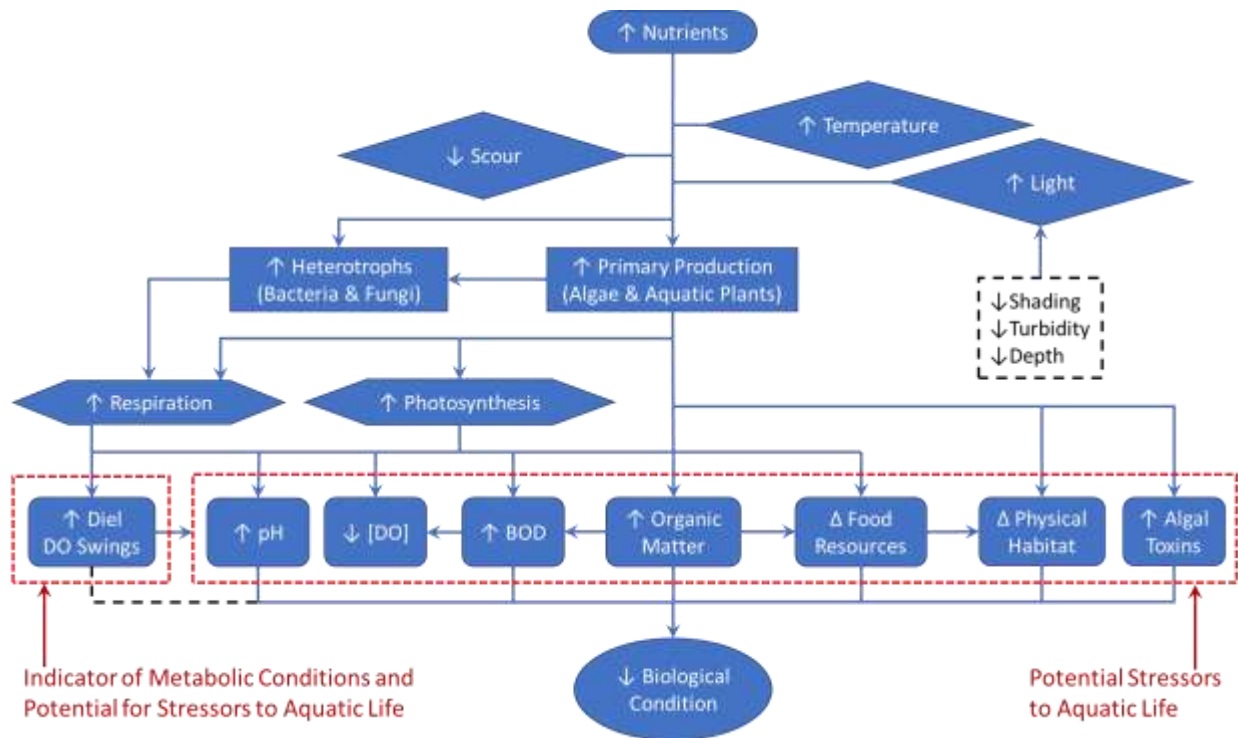 ↑ Nutrients
↑ Temperature
↓ Scour
↑ Light
↑ Heterotrophs
(Bacteria & Fungi)
↑ Primary Production
(Algae & Aquatic Plants)
↓Shading
↓Turbidity
↓Depth
↑ Respiration
↑ Photosynthesis
↑ Diel
DO Swings
↑ pH
↓ [DO]
↑ BOD
↑ Organic
Matter
Δ Food
Resources
Δ Physical
Habitat
↑ Algal
Toxins
Indicator of Metabolic Conditions and
Potential for Stressors to Aquatic Life
↓ Biological
Condition
Potential Stressors
to Aquatic Life